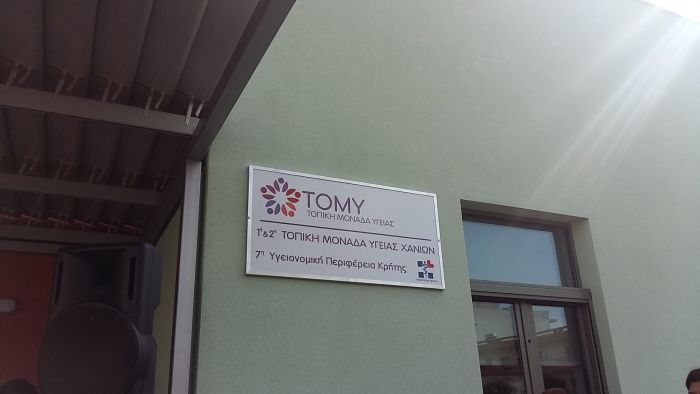 ΤΟΜΥ
ΤΟΠΙΚΗ ΜΟΝΑΔΑ ΥΓΕΙΑΣ
1η&2η ΤΟΠΙΚΗ ΜΟΝΑΔΑ ΥΓΕΙΑΣ ΧΑΝΙΩΝ
7η Υγειονομική Περιφέρεια Κρήτης